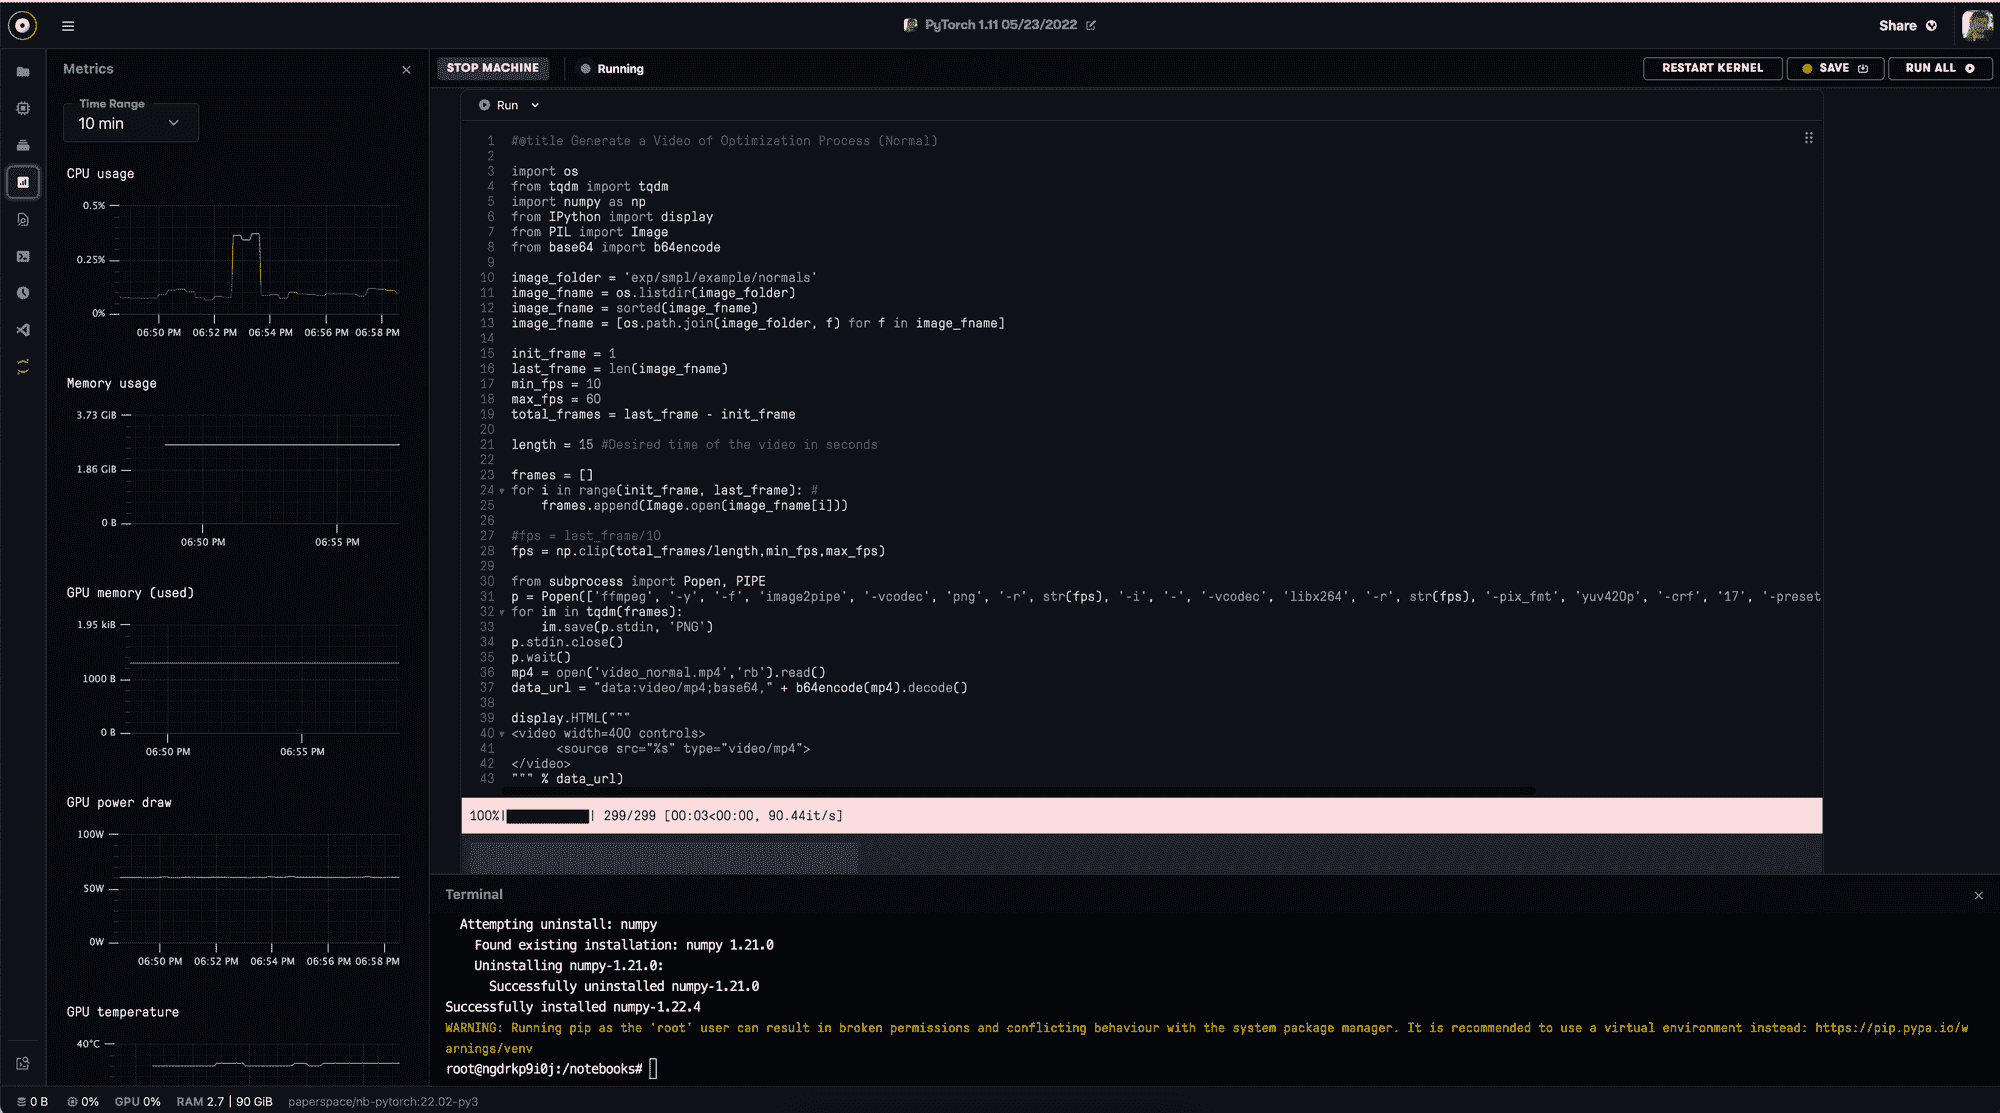 PyTorch 1.11 05/23/2022
Share
Metrics
STOP MACHINE
Running
RESTART KERNEL
SAVE
RUN ALL
Time Range
10 min
CPU usage
0.5%
0.25%
0%
06:50 PM 06:52 PM 06:54 PM 06:56 PM 06:58 PM
Memory usage
3.73 GiB
1.86 GiB
0 B
06:50 PM 06:55 PM
GPU memory (used)
1.95 kiB
1000 B
0 B
06:50 PM 06:55 PM
GPU power draw
100W
50W
0W
06:50 PM 06:52 PM 06:54 PM 06:56 PM 06:58 PM
GPU temperature
40°C
Run
1 #@title Generate a Video of Optimization Process (Normal)
2
3 import os
4 from tqdm import tqdm
5 import numpy as np
6 from IPython import display
7 from PIL import Image
8 from base64 import b64encode
9
10 image_folder = 'exp/smpl/example/normals'
11 image_fname = os.listdir(image_folder)
12 image_fname = sorted(image_fname)
13 image_fname = [os.path.join(image_folder, f) for f in image_fname]
14
15 init_frame = 1
16 last_frame = len(image_fname)
17 min_fps = 10
18 max_fps = 60
19 total_frames = last_frame - init_frame
20
21 length = 15 #Desired time of the video in seconds
22
23 frames = []
24 for i in range(init_frame, last_frame): #
25     frames.append(Image.open(image_fname[i]))
26
27 #fps = last_frame/10
28 fps = np.clip(total_frames/length,min_fps,max_fps)
29
30 from subprocess import Popen, PIPE
31 p = Popen(['ffmpeg', '-y', '-f', 'image2pipe', '-vcodec', 'png', '-r', str(fps), '-i', '-', '-vcodec', 'libx264', '-r', str(fps), '-pix_fmt', 'yuv420p', '-crf', '17', '-preset
32 for im in tqdm(frames):
33     im.save(p.stdin, 'PNG')
34 p.stdin.close()
35 p.wait()
36 mp4 = open('video_normal.mp4','rb').read()
37 data_url = "data:video/mp4;base64," + b64encode(mp4).decode()
38
39 display.HTML("""
40 <video width=400 controls>
41       <source src="%s" type="video/mp4">
42 </video>
43 """ % data_url)
100%|██████████| 299/299 [00:03<00:00, 90.44it/s]
Terminal
Attempting uninstall: numpy
Found existing installation: numpy 1.21.0
Uninstalling numpy-1.21.0:
Successfully uninstalled numpy-1.21.0
Successfully installed numpy-1.22.4
WARNING: Running pip as the 'root' user can result in broken permissions and conflicting behaviour with the system package manager. It is recommended to use a virtual environment instead: https://pip.pypa.io/w
arnings/venv
root@ngdrkp9i0j:/notebooks#
0 B 0% GPU 0% RAM 2.7 | 90 GiB paperspace/nb-pytorch:22.02-py3